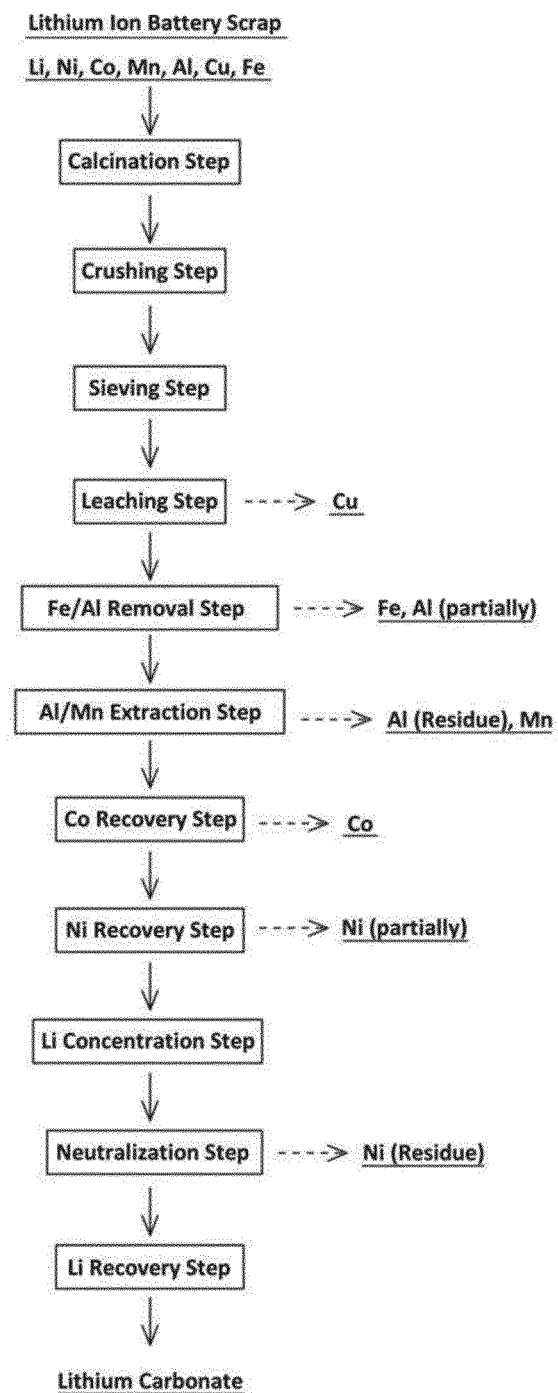 Lithium Ion Battery Scrap
Li, Ni, Co, Mn, Al, Cu, Fe
Calcination Step
Crushing Step
Sieving Step
Leaching Step
Cu
Fe/Al Removal Step
Fe, Al (partially)
Al/Mn Extraction Step
Al (Residue), Mn
Co Recovery Step
Co
Ni Recovery Step
Ni (partially)
Li Concentration Step
Neutralization Step
Ni (Residue)
Li Recovery Step
Lithium Carbonate